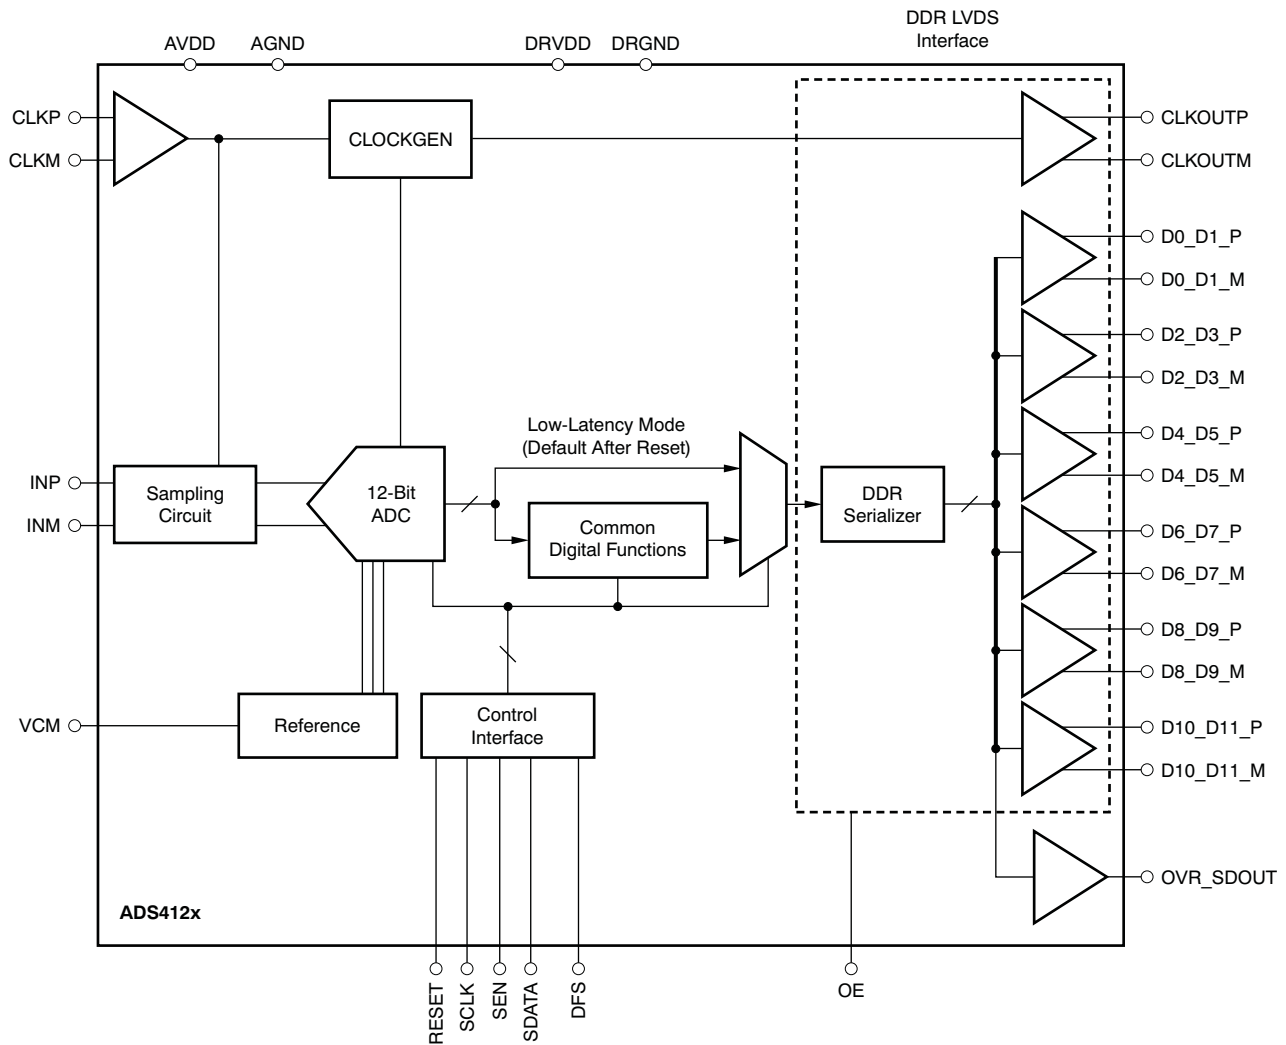 DDR LVDS
Interface
AVDD
AGND
DRVDD
DRGND
CLKP
CLKM
CLOCKGEN
CLKOUTP
CLKOUTM
D0_D1_P
D0_D1_M
D2_D3_P
D2_D3_M
Low-Latency Mode
(Default After Reset)
D4_D5_P
D4_D5_M
INP
INM
Sampling
Circuit
12-Bit
ADC
Common
Digital Functions
DDR
Serializer
D6_D7_P
D6_D7_M
D8_D9_P
D8_D9_M
VCM
Reference
Control
Interface
D10_D11_P
D10_D11_M
OVR_SDOUT
ADS412x
RESET
SCLK
SEN
SDATA
DFS
OE